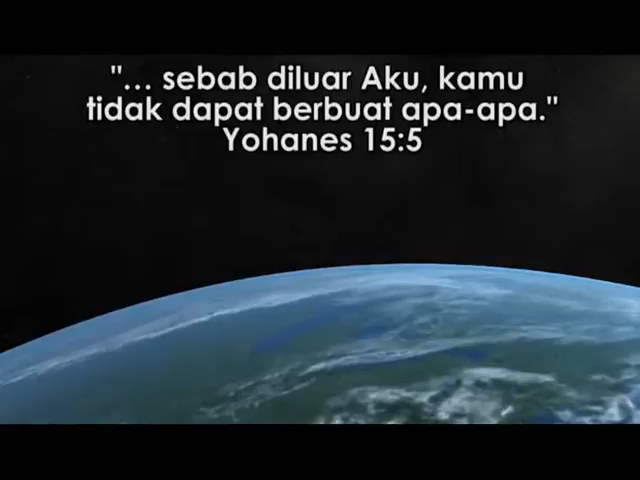 "... sebab diluar Aku, kamu
tidak dapat berbuat apa-apa."
Yohanes 15:5